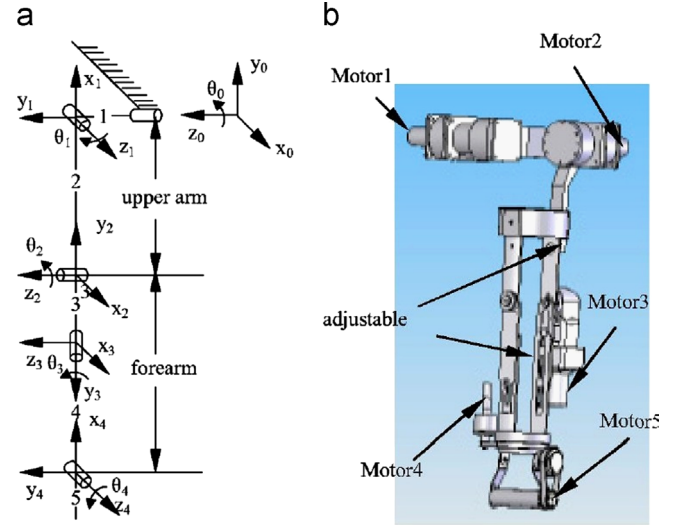 a
b
x₁
y₁
1
θ₁
z₁
y₀
θ₀
z₀
x₀
2
upper arm
y₂
θ₂
z₂
3
3
x₂
z₃
θ₃
x₃
y₃
forearm
4
x₄
y₄
5
θ₄
z₄
Motor1
Motor2
adjustable
Motor3
Motor4
Motor5